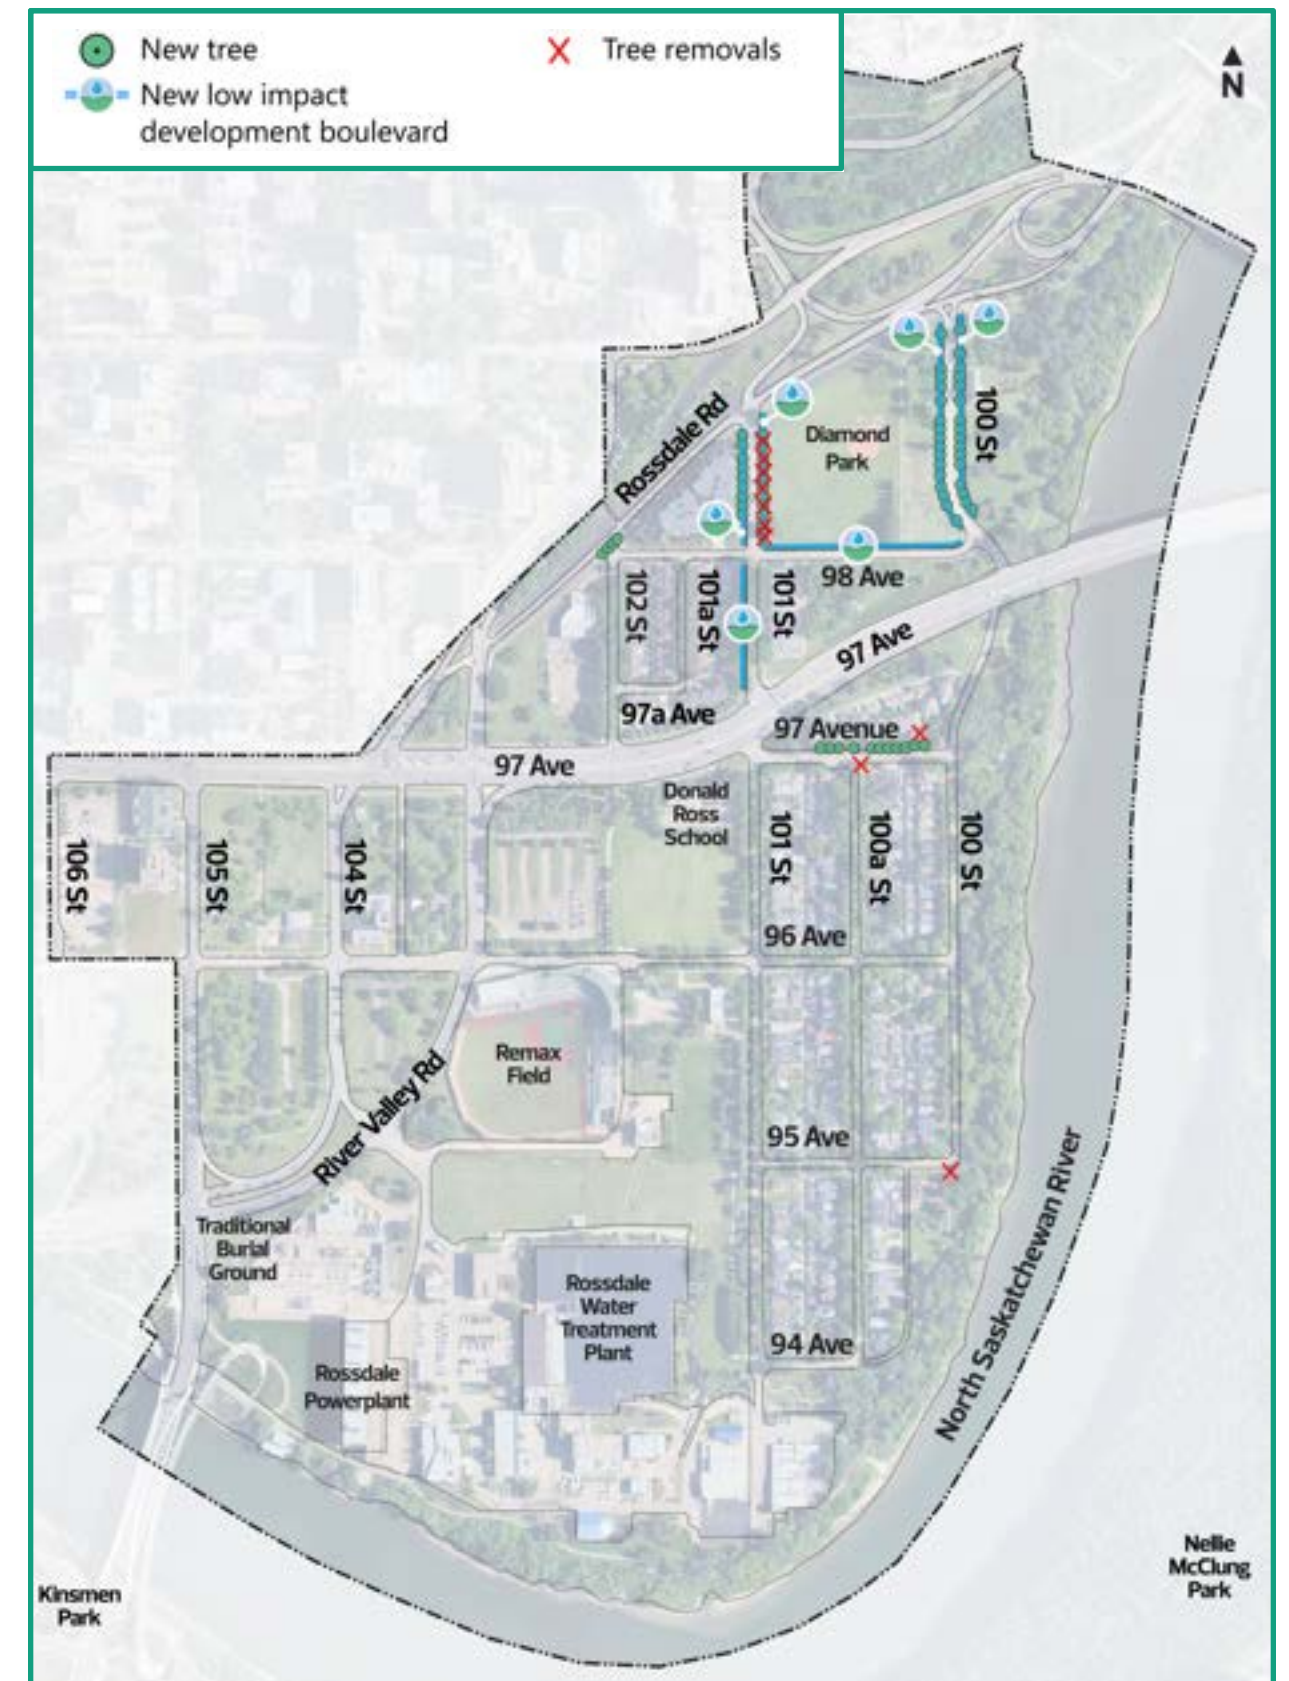 New tree
Tree removals
New low impact
development boulevard
N
100 St
Rossdale Rd
Diamond
Park
98 Ave
102 St
101a St
101 St
97 Ave
97a Ave
97 Avenue
97 Ave
Donald
Ross
School
106 St
105 St
104 St
101 St
100a St
100 St
96 Ave
Remax
Field
River Valley Rd
95 Ave
North Saskatchewan River
Traditional
Burial
Ground
Rossdale
Water
Treatment
Plant
94 Ave
Rossdale
Powerplant
Nellie
McClung
Park
Kinsmen
Park